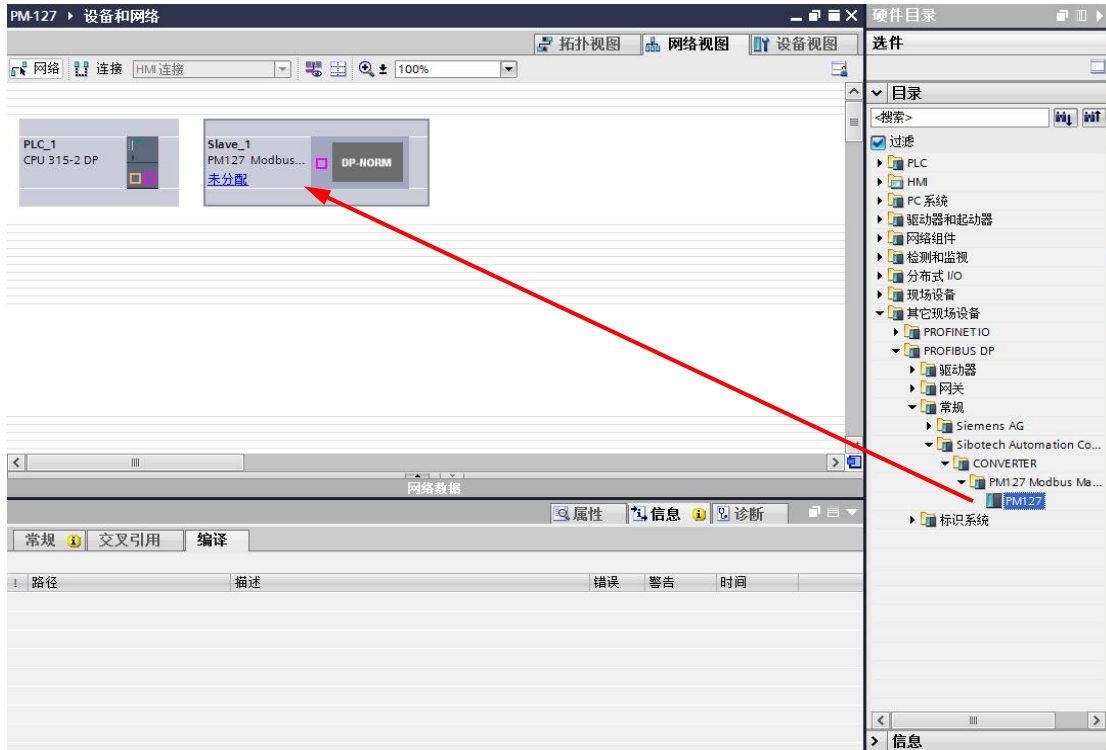 PM-127 ▸ 设备和网络
拓扑视图 网络视图 设备视图
网络 连接 HMI 连接 100%
PLC_1
CPU 315-2 DP
Slave_1
PM127 Modbus...
未分配
DP-NORM
网络数据
属性 信息 诊断
常规 交叉引用 编译
! 路径 描述 错误 警告 时间
硬件目录
选件
目录
<搜索>
过滤
PLC
HMI
PC 系统
驱动器和起动器
网络组件
检测和监视
分布式 I/O
现场设备
其它现场设备
PROFINET IO
PROFIBUS DP
驱动器
网关
常规
Siemens AG
Sibotech Automation Co...
CONVERTER
PM127 Modbus Ma...
PM127
标识系统
信息